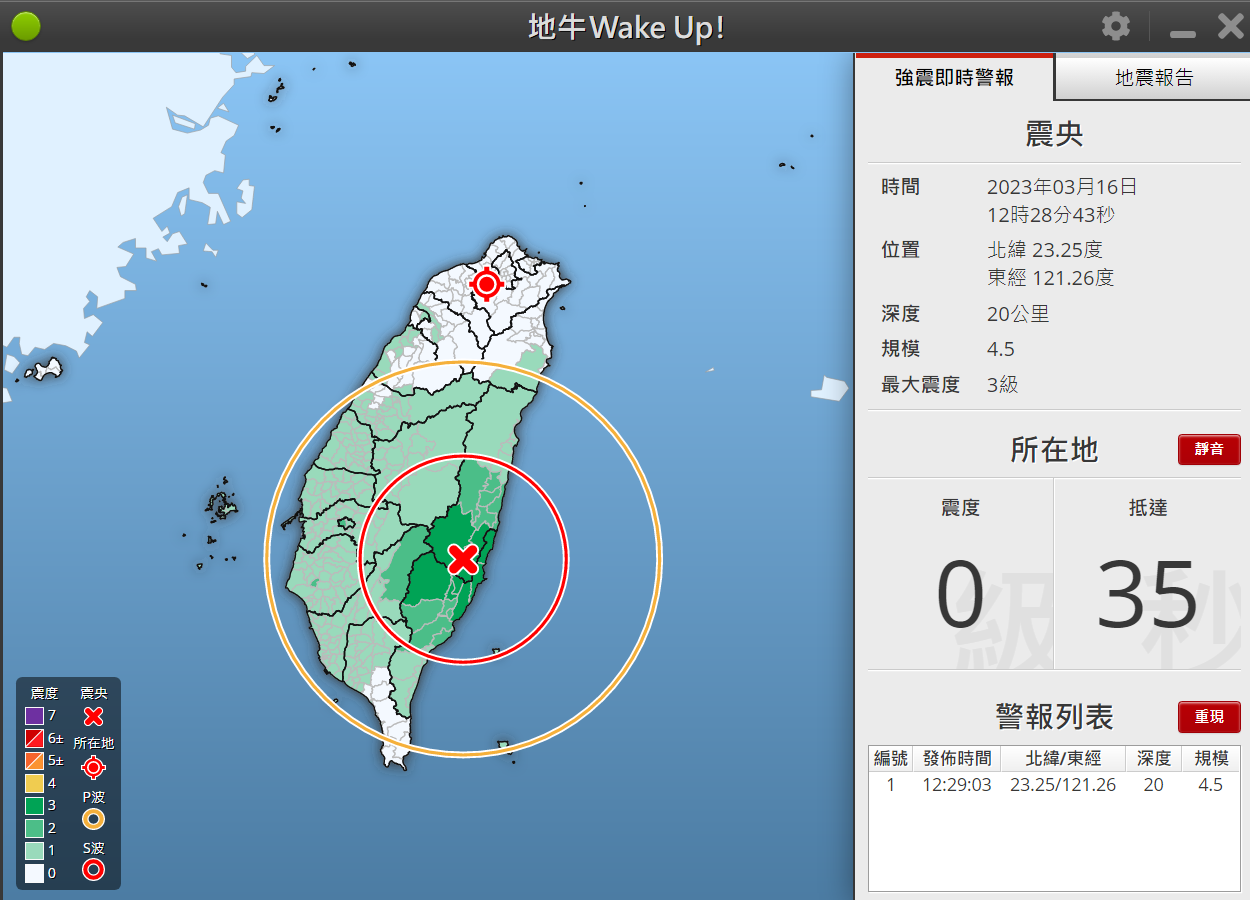 地牛Wake Up!
強震即時警報
地震報告
震央
時間
2023年03月16日
12時28分43秒
位置
北緯 23.25度
東經 121.26度
深度
20公里
規模
4.5
最大震度
3級
所在地
靜音
震度
抵達
0
級
35
秒
警報列表
重現
編號 發佈時間 北緯/東經 深度 規模
1 12:29:03 23.25/121.26 20 4.5
震度
7
6±
5±
4
3
2
1
0
震央
所在地
P波
S波